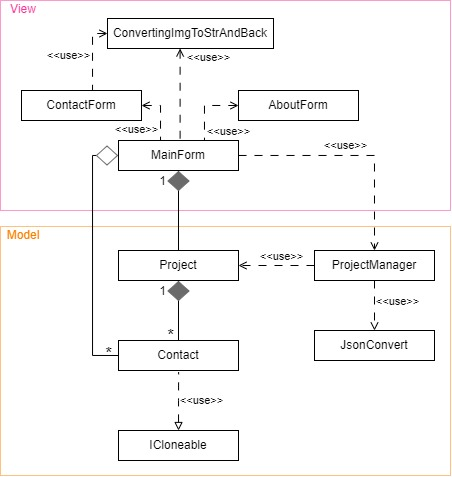 View
ConvertingImgToStrAndBack
<<use>>
<<use>>
ContactForm
AboutForm
<<use>>
<<use>>
MainForm
<<use>>
1
Model
Project
<<use>>
ProjectManager
1
<<use>>
*
*
Contact
JsonConvert
<<use>>
ICloneable